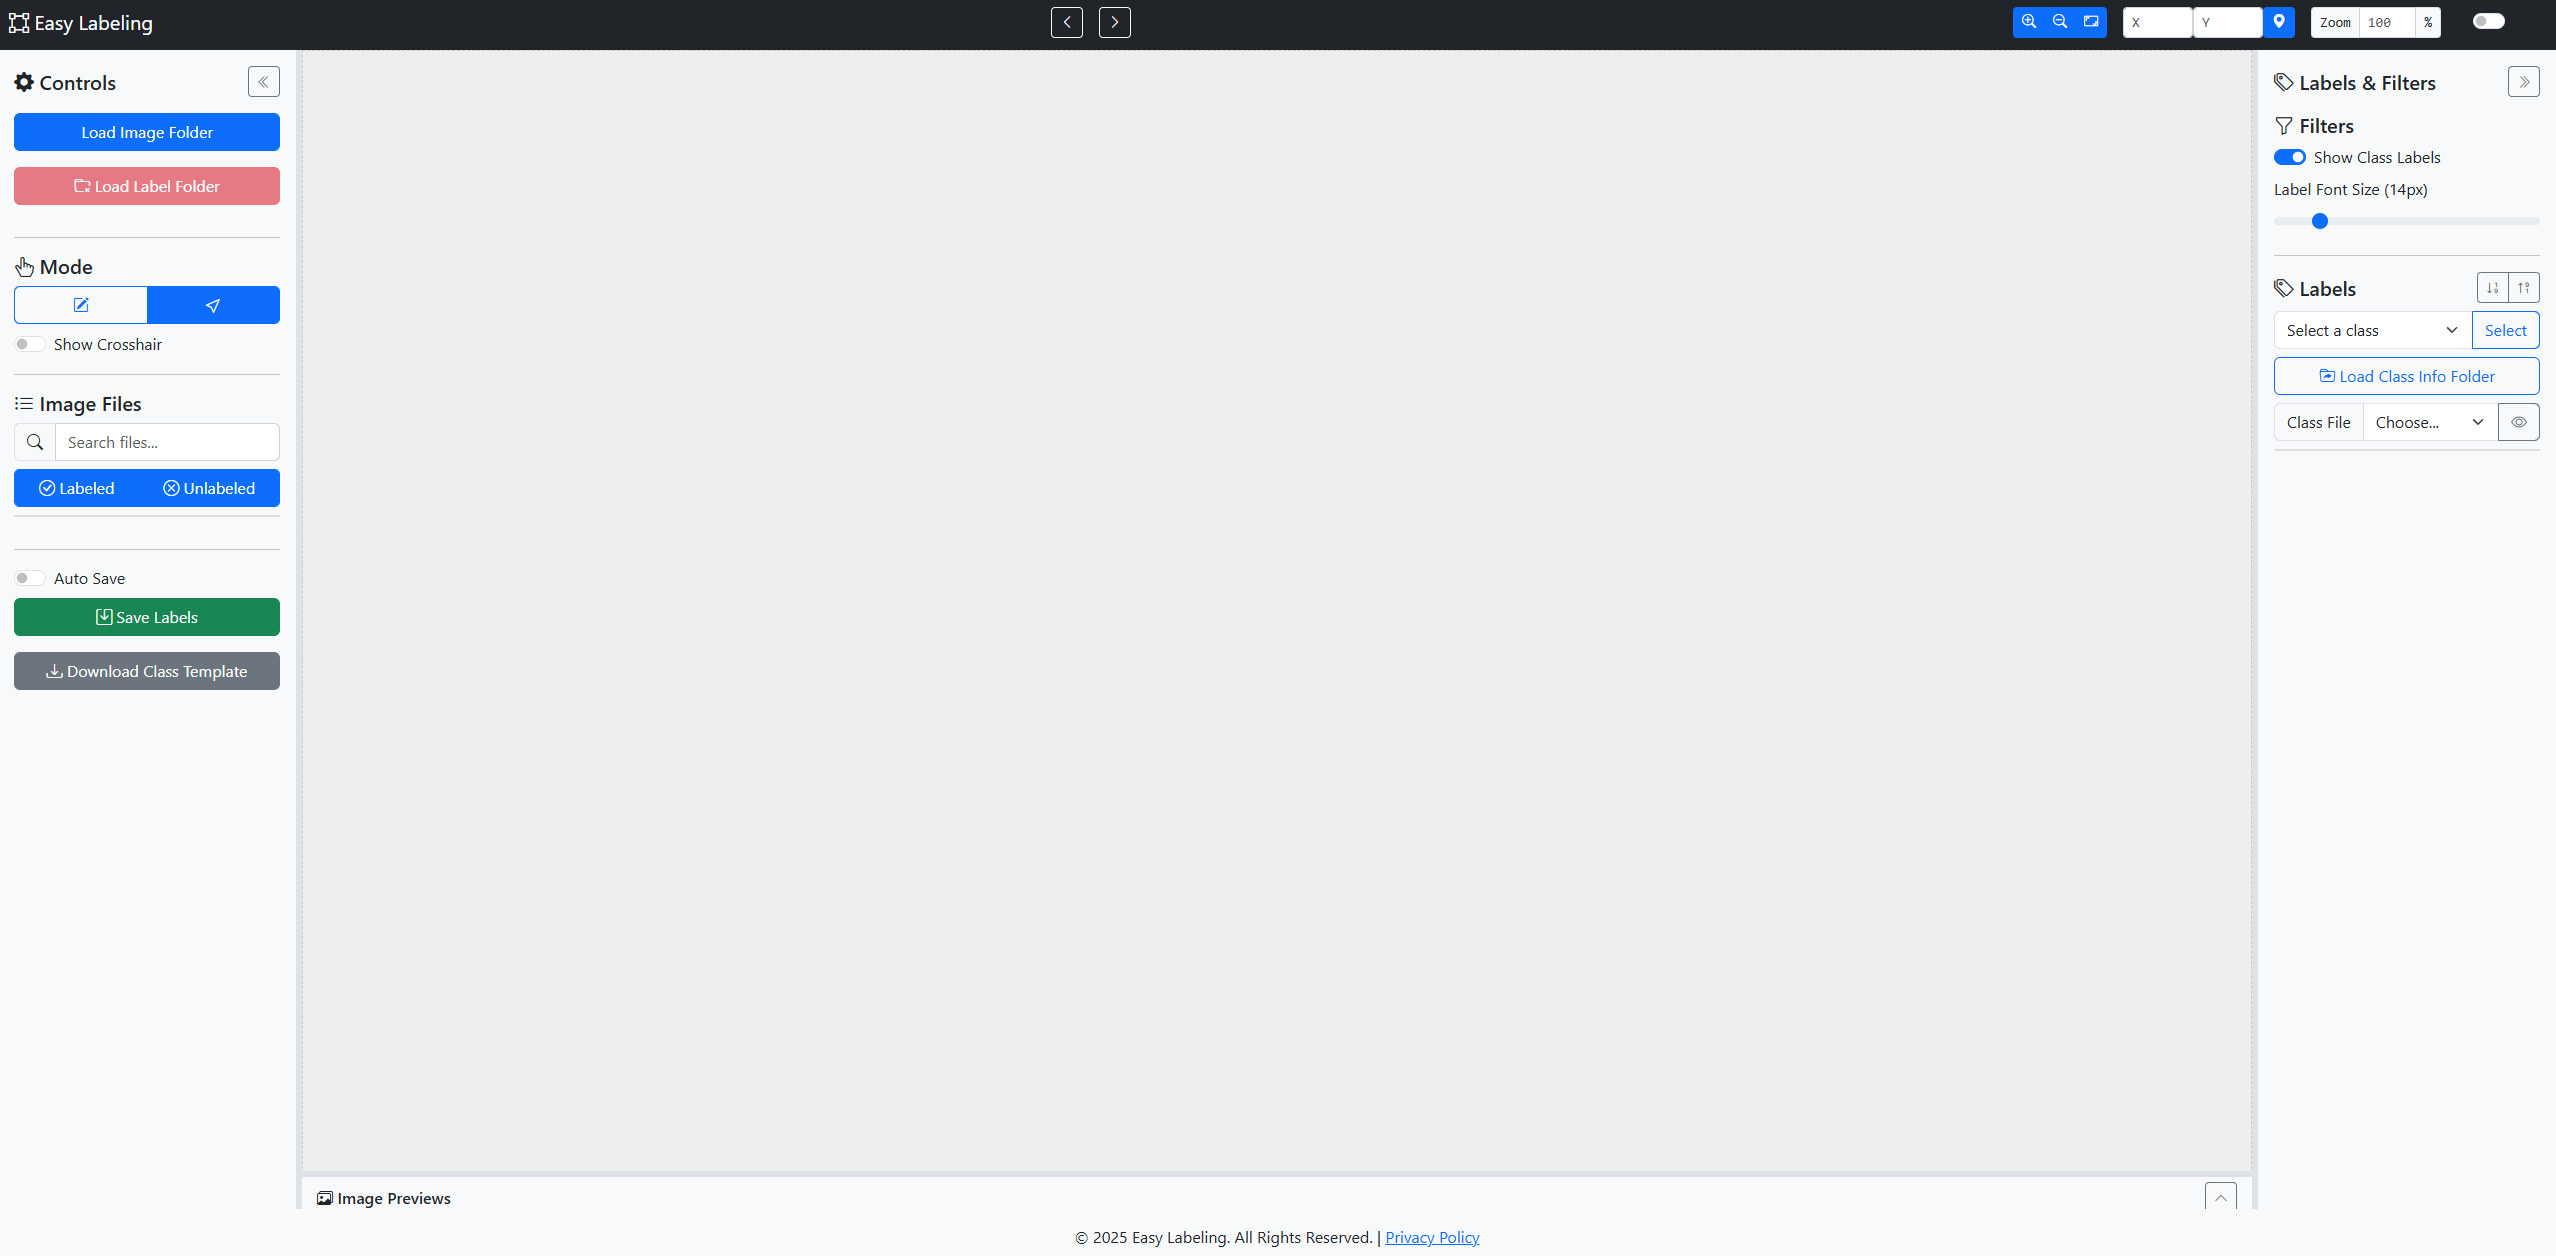 Easy Labeling
X Y Zoom 100 %
Controls
Load Image Folder
Load Label Folder
Mode
Show Crosshair
Image Files
Search files...
Labeled Unlabeled
Auto Save
Save Labels
Download Class Template
Labels & Filters
Filters
Show Class Labels
Label Font Size (14px)
Labels
Select a class Select
Load Class Info Folder
Class File Choose...
Image Previews
© 2025 Easy Labeling. All Rights Reserved. | Privacy Policy